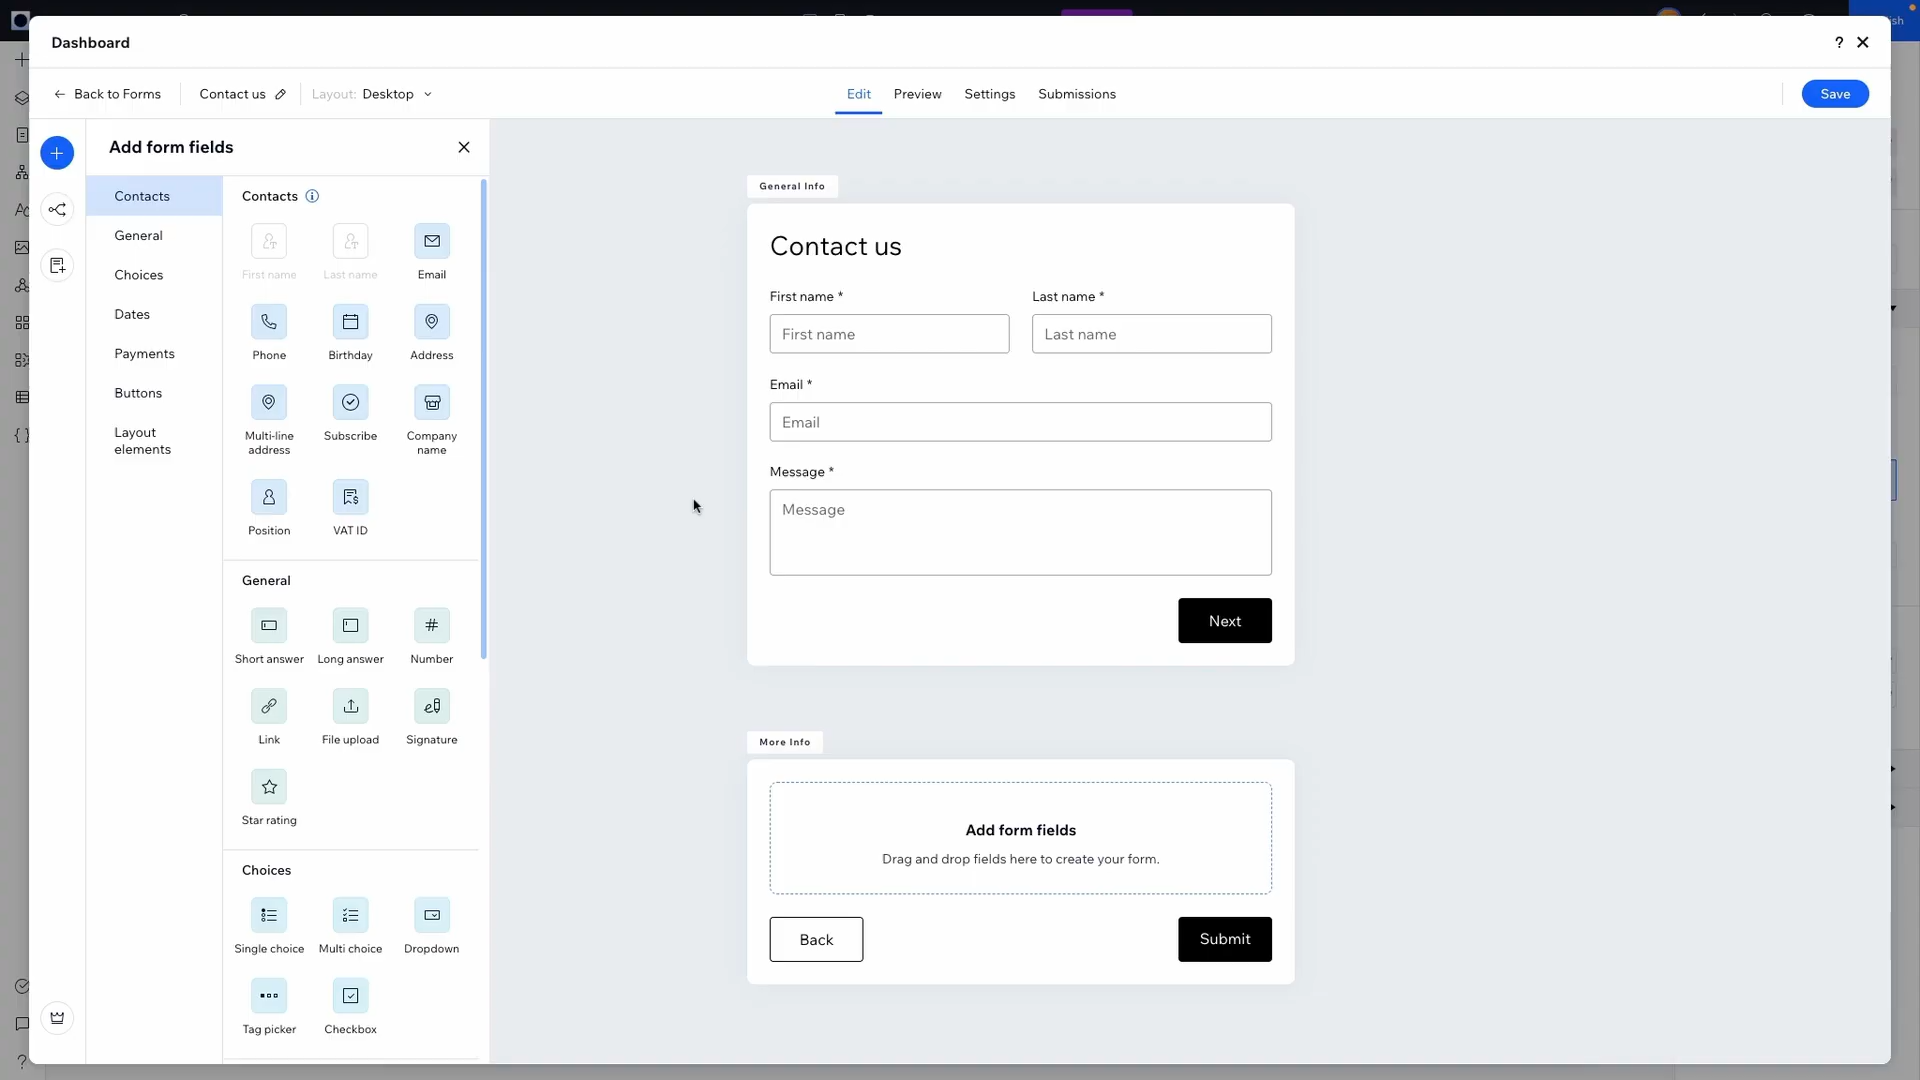 Dashboard
?
Back to Forms
Contact us
Layout: Desktop
Edit
Preview
Settings
Submissions
Save
Add form fields
Contacts
General
Choices
Dates
Payments
Buttons
Layout
elements
Contacts
First name
Last name
Email
Phone
Birthday
Address
Multi-line
address
Subscribe
Company
name
Position
VAT ID
General
Short answer
Long answer
Number
Link
File upload
Signature
Star rating
Choices
Single choice
Multi choice
Dropdown
Tag picker
Checkbox
General Info
Contact us
First name *
Last name *
First name
Last name
Email *
Email
Message *
Message
Next
More Info
Add form fields
Drag and drop fields here to create your form.
Back
Submit